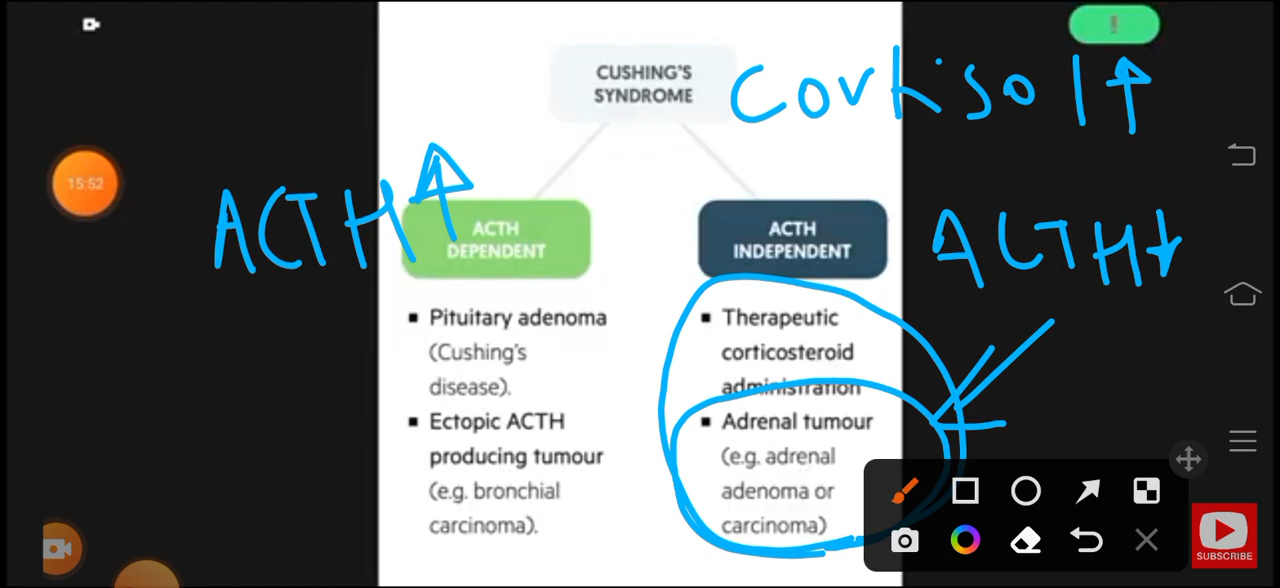 CUSHING'S
SYNDROME
Cortisol ↑
15:52
ACTH ↑
ACTH
DEPENDENT
ACTH
INDEPENDENT
ACTH ↓
▪ Pituitary adenoma
(Cushing's
disease).
▪ Ectopic ACTH
producing tumour
(e.g. bronchial
carcinoma).
▪ Therapeutic
corticosteroid
administration
▪ Adrenal tumour
(e.g. adrenal
adenoma or
carcinoma)
SUBSCRIBE